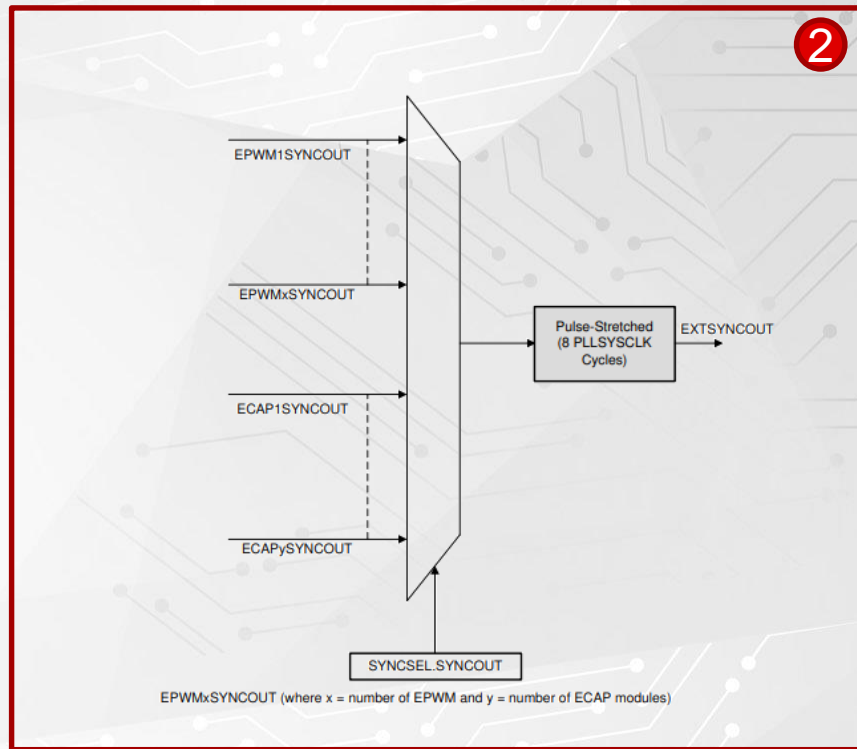 2
EPWM1SYNCOUT
EPWMxSYNCOUT
Pulse-Stretched
(8 PLLSYSCLK
Cycles)
EXTSYNCOUT
ECAP1SYNCOUT
ECAPySYNCOUT
SYNCSEL.SYNCOUT
EPWMxSYNCOUT (where x = number of EPWM and y = number of ECAP modules)